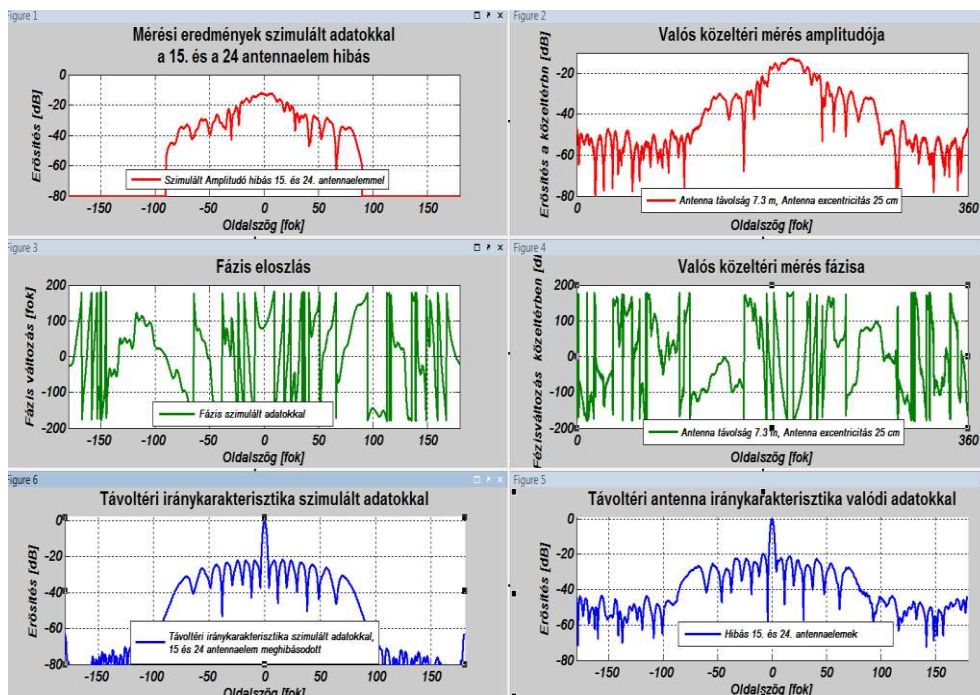 Figure 1
Mérési eredmények szimulált adatokkal
a 15. és a 24 antennaelem hibás
Erősítés [dB]
0
-20
-40
-60
-80
Szimulált Amplitudó hibás 15. és 24. antennaelemmel
-150 -100 -50 0 50 100 150
Oldalszög [fok]
Figure 2
Valós közeltéri mérés amplitudója
Erősítés a közeltérbn [dB]
-20
-40
-60
-80
Antenna távolság 7.3 m, Antenna excentricitás 25 cm
0 360
Oldalszög [fok]
Figure 3
Fázis eloszlás
Fázis változás [fok]
200
100
0
-100
-200
Fázis szimulált adatokkal
-150 -100 -50 0 50 100 150
Oldalszög [fok]
Figure 4
Valós közeltéri mérés fázisa
Fázisváltozás közeltérben
200
100
0
-100
-200
Antenna távolság 7.3 m, Antenna excentricitás 25 cm
0 360
Oldalszög [fok]
Figure 6
Távoltéri iránykarakterisztika szimulált adatokkal
Erősítés [dB]
0
-20
-40
-60
-80
Távoltéri iránykarakterisztika szimulált adatokkal,
15 és 24 antennaelem meghibásodott
-150 -100 -50 0 50 100 150
Oldalszög [fok]
Figure 5
Távoltéri antenna iránykarakterisztika valódi adatokkal
Erősítés [dB]
0
-20
-40
-60
-80
Hibás 15. és 24. antennaelemek
-150 -100 -50 0 50 100 150
Oldalszög [fok]